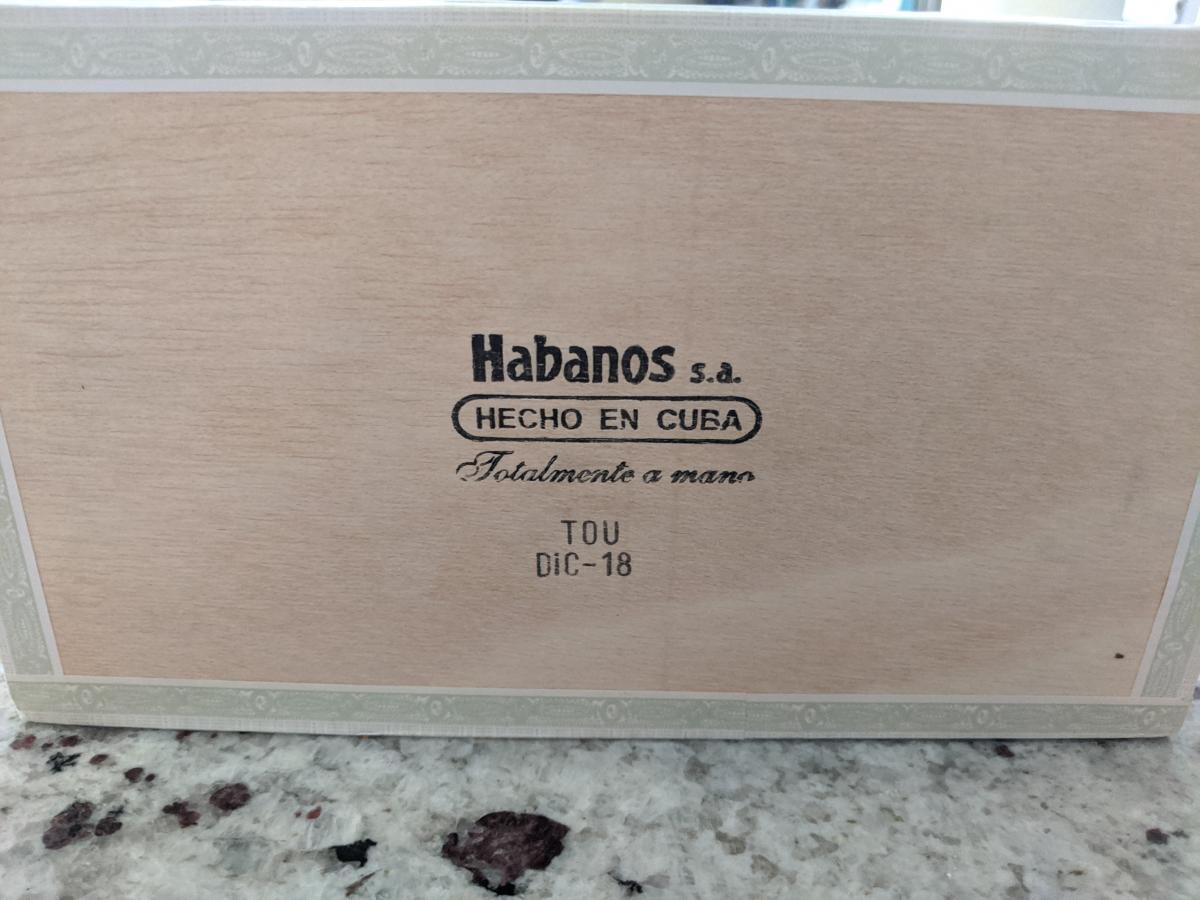 Habanos s.a.
HECHO EN CUBA
Totalmente a mano
TOU
DiC-18